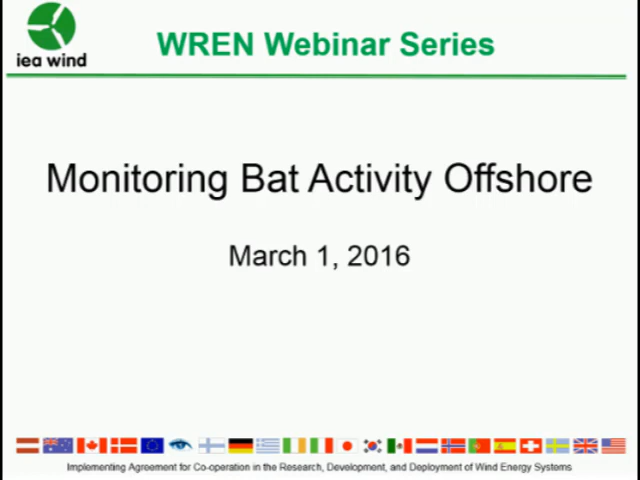 iea wind
WREN Webinar Series
Monitoring Bat Activity Offshore
March 1, 2016
Implementing Agreement for Co-operation in the Research, Development, and Deployment of Wind Energy Systems